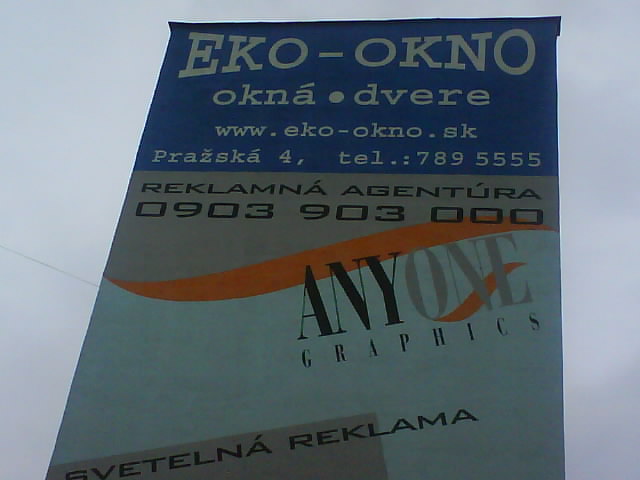 EKO-OKNO
okná • dvere
www.eko-okno.sk
Pražská 4, tel.:789 5555
REKLAMNÁ AGENTÚRA
0903 903 000
ANYONE
GRAPHICS
SVETELNÁ REKLAMA